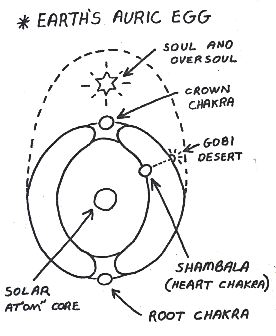 * EARTH'S AURIC EGG
SOUL AND
OVERSOUL
CROWN
CHAKRA
GOBI
DESERT
SHAMBALA
(HEART CHAKRA)
SOLAR
"ATOM" CORE
ROOT CHAKRA